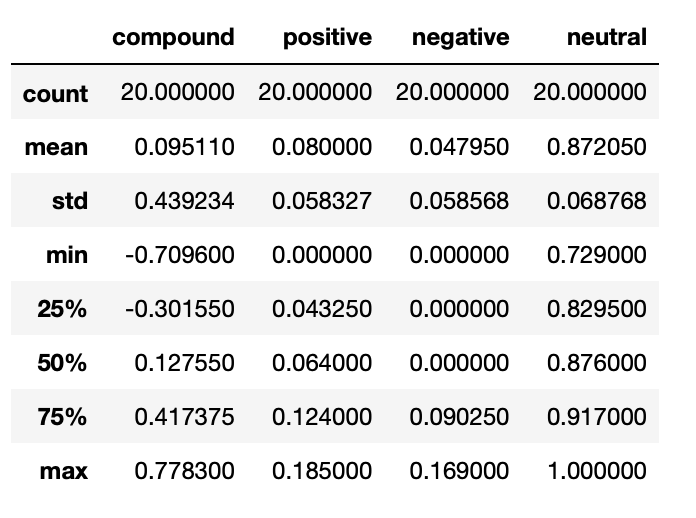 compound positive negative neutral
count 20.000000 20.000000 20.000000 20.000000
mean 0.095110 0.080000 0.047950 0.872050
std 0.439234 0.058327 0.058568 0.068768
min -0.709600 0.000000 0.000000 0.729000
25% -0.301550 0.043250 0.000000 0.829500
50% 0.127550 0.064000 0.000000 0.876000
75% 0.417375 0.124000 0.090250 0.917000
max 0.778300 0.185000 0.169000 1.000000